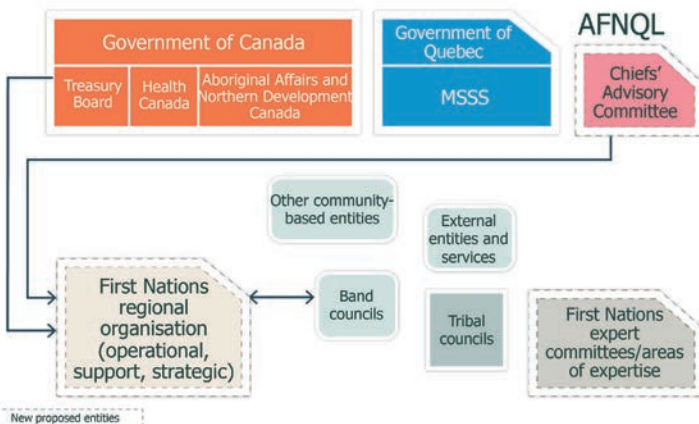 Government of Canada
Treasury
Board
Health
Canada
Aboriginal Affairs and
Northern Development
Canada
Government of
Quebec
MSSS
AFNQL
Chiefs'
Advisory
Committee
Other community-
based entities
External
entities and
services
First Nations
regional
organisation
(operational,
support, strategic)
Band
councils
Tribal
councils
First Nations
expert
committees/areas
of expertise
New proposed entities